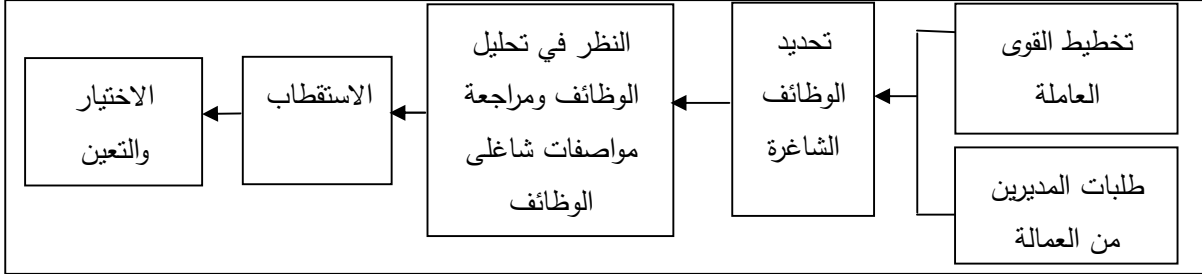 تخطيط القوى
العاملة
طلبات المديرين
من العمالة
تحديد
الوظائف
الشاغرة
النظر في تحليل
الوظائف ومراجعة
مواصفات شاغلى
الوظائف
الاستقطاب
الاختيار
والتعين